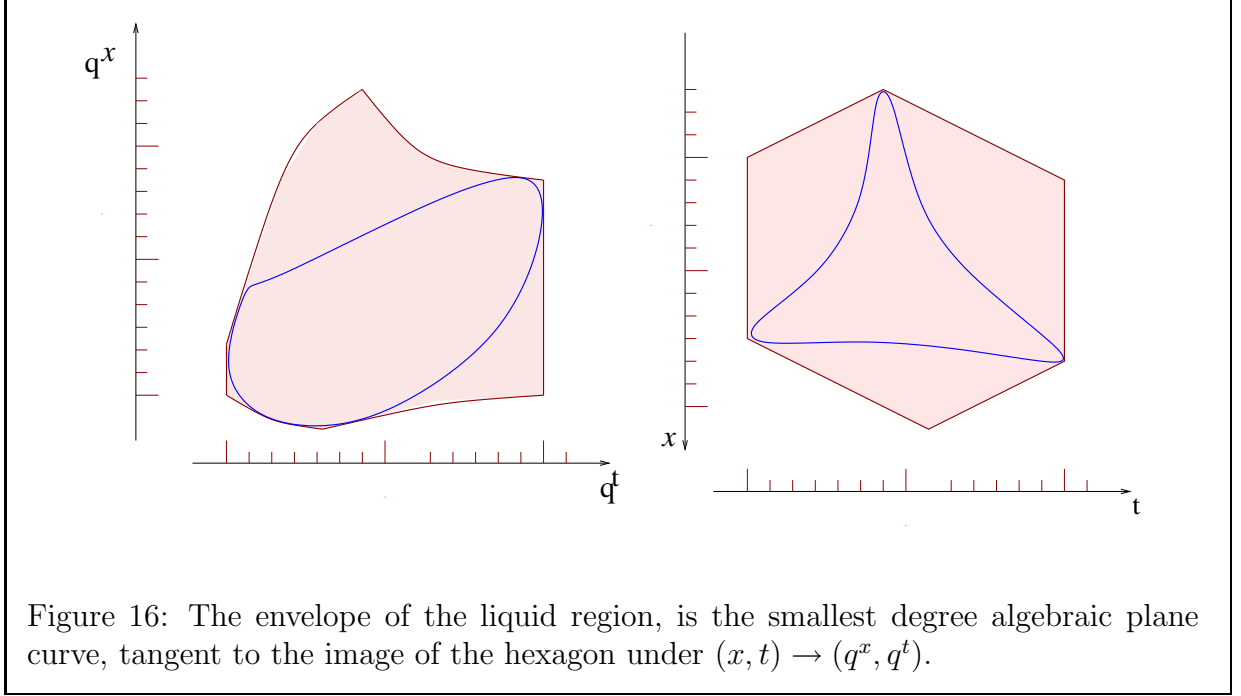 q^x
q^t
x
t
Figure 16: The envelope of the liquid region, is the smallest degree algebraic plane
curve, tangent to the image of the hexagon under (x, t) → (q^x, q^t).